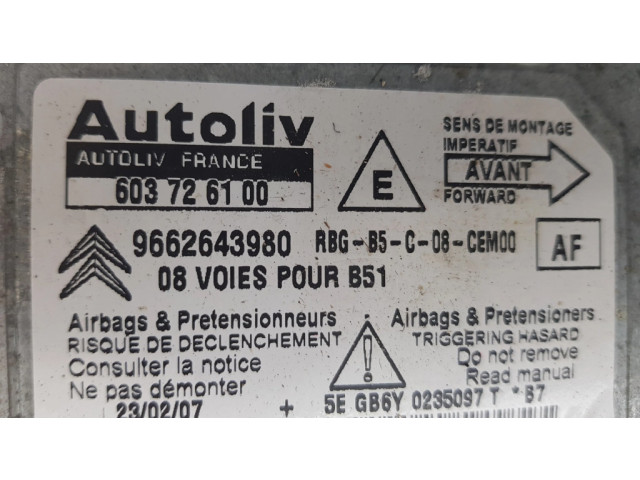 Autoliv
AUTOLIV FRANCE
603 72 61 00
E
SENS DE MONTAGE
IMPERATIF
AVANT
FORWARD
9662643980 RBG-B5-C-08-CEM00
AF
08 VOIES POUR B51
Airbags & Pretensionneurs
RISQUE DE DECLENCHEMENT
Consulter la notice
Ne pas démonter
Airbags & Pretensioners
TRIGGERING HASARD
Do not remove
Read manual
23/02/07 + 5E GB6Y 0235097 T *B7